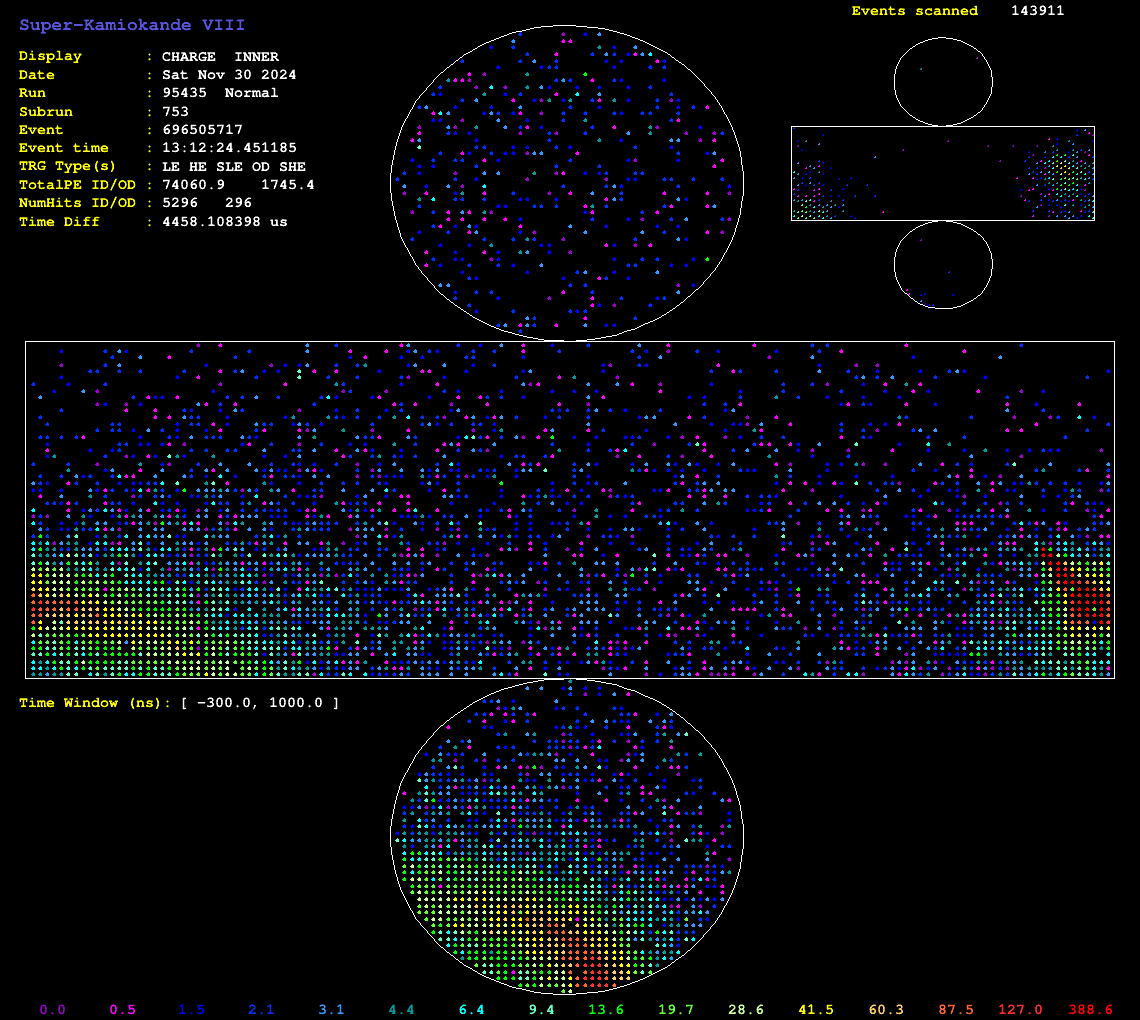 Super-Kamiokande VIII
Events scanned 143911
Display : CHARGE INNER
Date : Sat Nov 30 2024
Run : 95435 Normal
Subrun : 753
Event : 696505717
Event time : 13:12:24.451185
TRG Type(s) : LE HE SLE OD SHE
TotalPE ID/OD : 74060.9 1745.4
NumHits ID/OD : 5296 296
Time Diff : 4458.108398 us
Time Window (ns): [ -300.0, 1000.0 ]
0.0 0.5 1.5 2.1 3.1 4.4 6.4 9.4 13.6 19.7 28.6 41.5 60.3 87.5 127.0 388.6